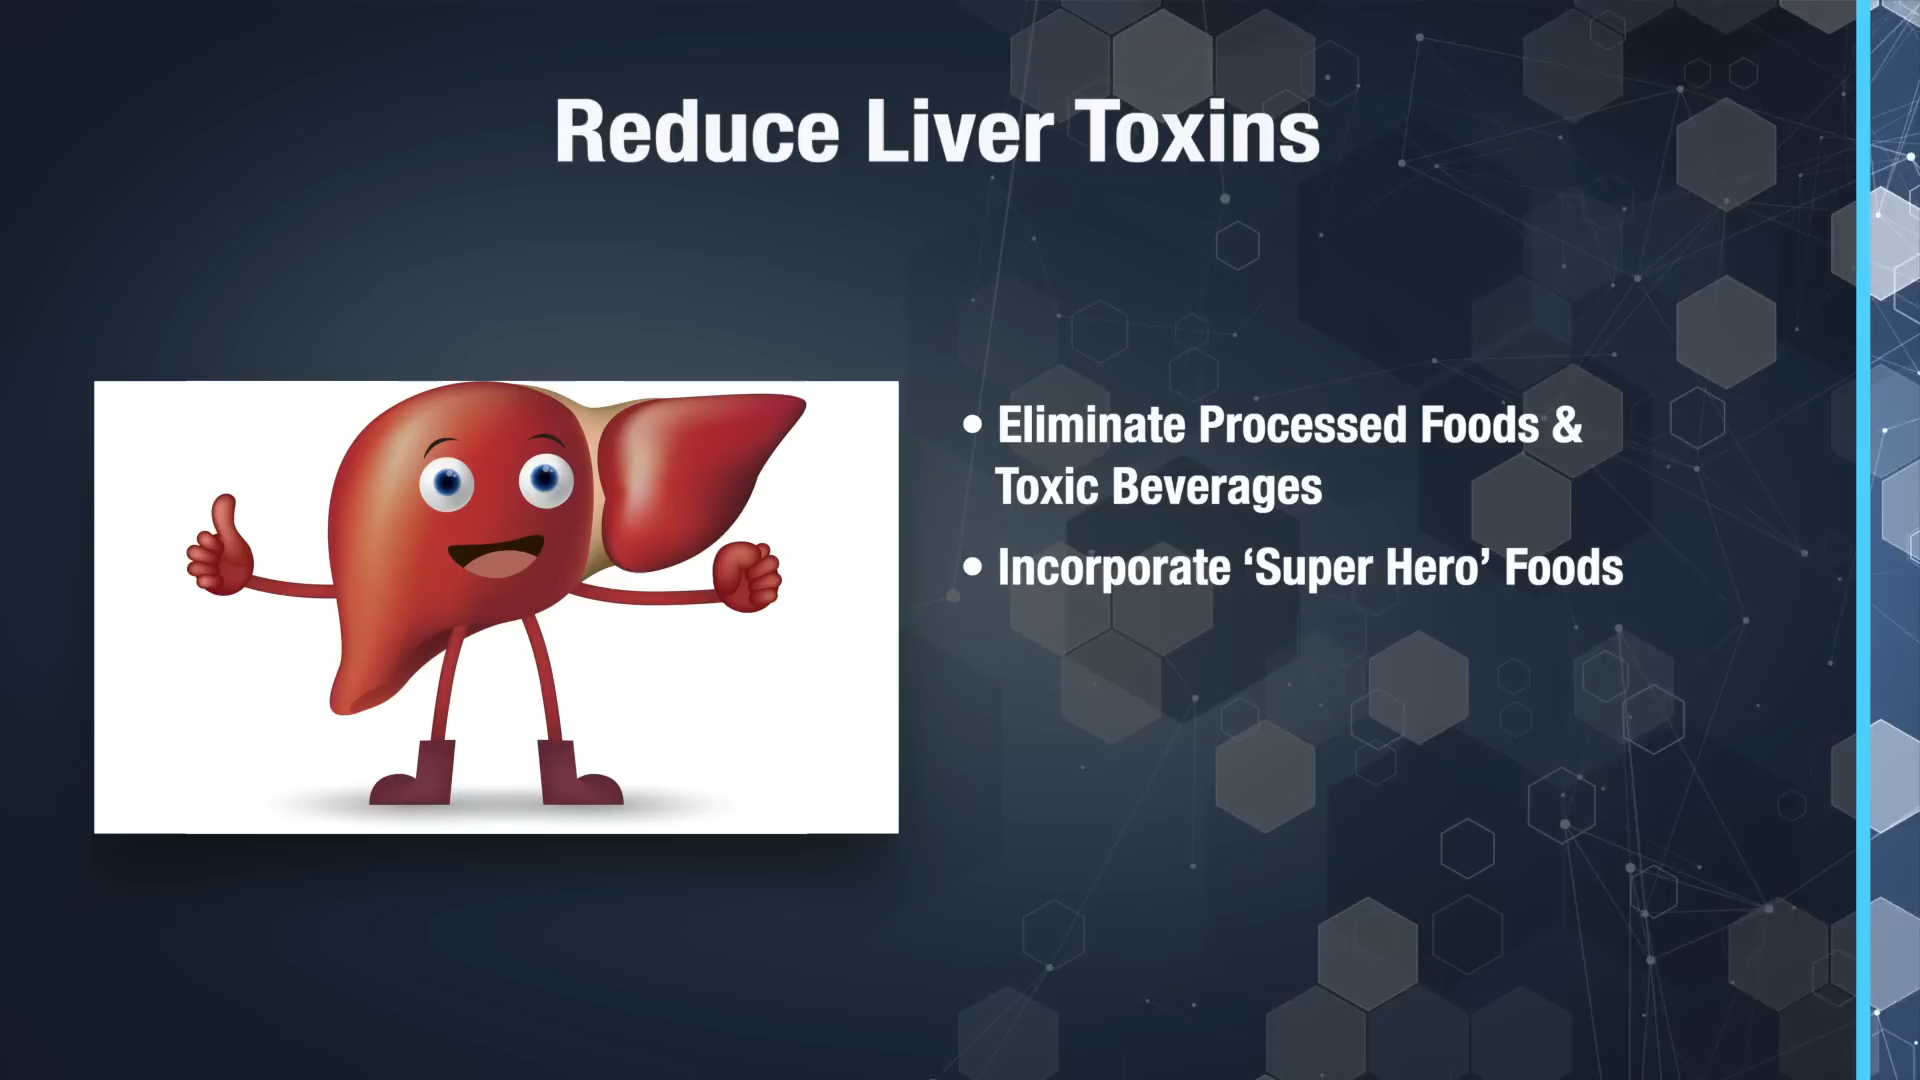 Reduce Liver Toxins
• Eliminate Processed Foods &
Toxic Beverages
• Incorporate ‘Super Hero’ Foods